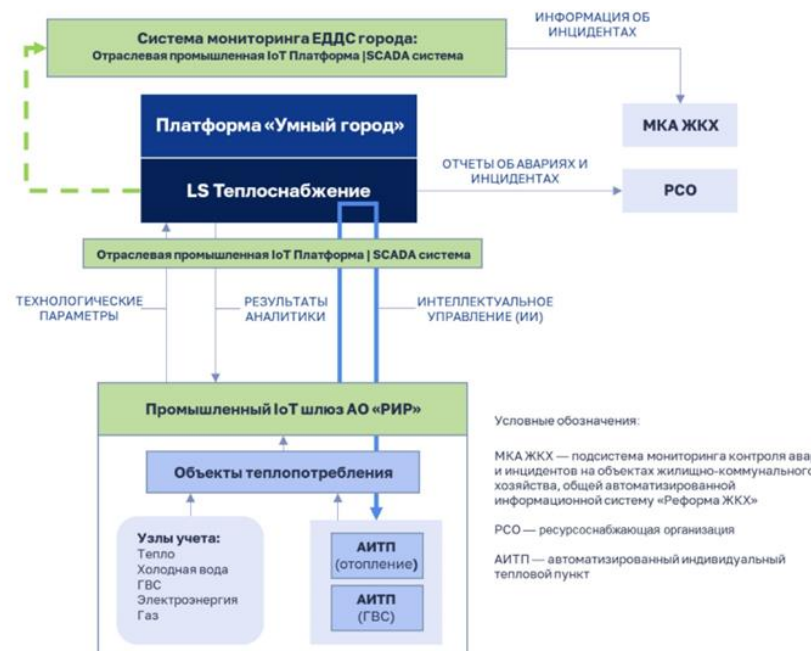 Система мониторинга ЕДДС города:
Отраслевая промышленная IoT Платформа |SCADA система
ИНФОРМАЦИЯ ОБ
ИНЦИДЕНТАХ
Платформа «Умный город»
МКА ЖКХ
LS Теплоснабжение
ОТЧЕТЫ ОБ АВАРИЯХ И
ИНЦИДЕНТАХ
РСО
Отраслевая промышленная IoT Платформа | SCADA система
ТЕХНОЛОГИЧЕСКИЕ
ПАРАМЕТРЫ
РЕЗУЛЬТАТЫ
АНАЛИТИКИ
ИНТЕЛЛЕКТУАЛЬНОЕ
УПРАВЛЕНИЕ (ИИ)
Промышленный IoT шлюз АО «РИР»
Объекты теплопотребления
Узлы учета:
Тепло
Холодная вода
ГВС
Электроэнергия
Газ
АИТП
(отопление)
АИТП
(ГВС)
Условные обозначения:
МКА ЖКХ — подсистема мониторинга контроля ава
и инцидентов на объектах жилищно-коммунального
хозяйства, общей автоматизированной
информационной систему «Реформа ЖКХ»
РСО — ресурсоснабжающая организация
АИТП — автоматизированный индивидуальный
тепловой пункт